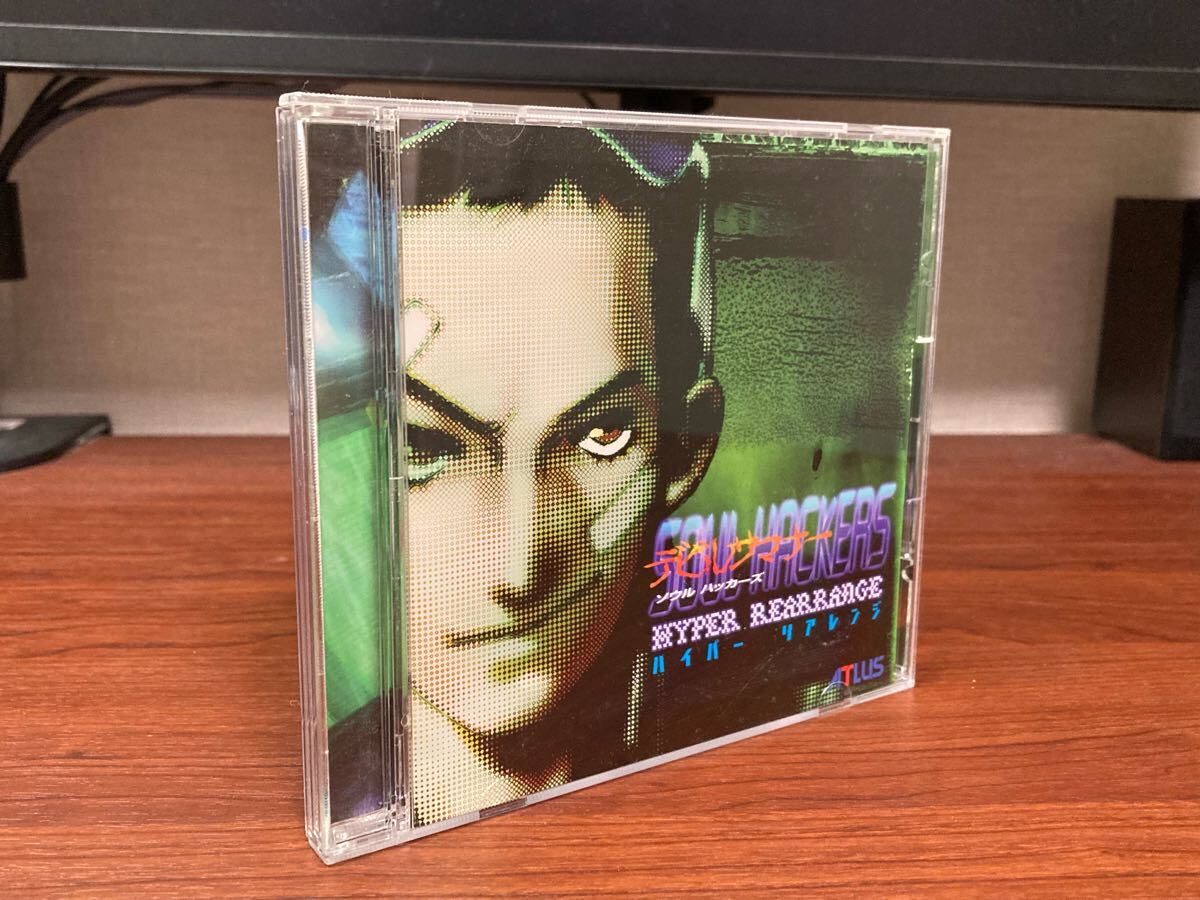 SOUL HACKERS
デビルサマナー
ソウル ハッカーズ
HYPER REARRANGE
ハイパー リアレンジ
ATLUS